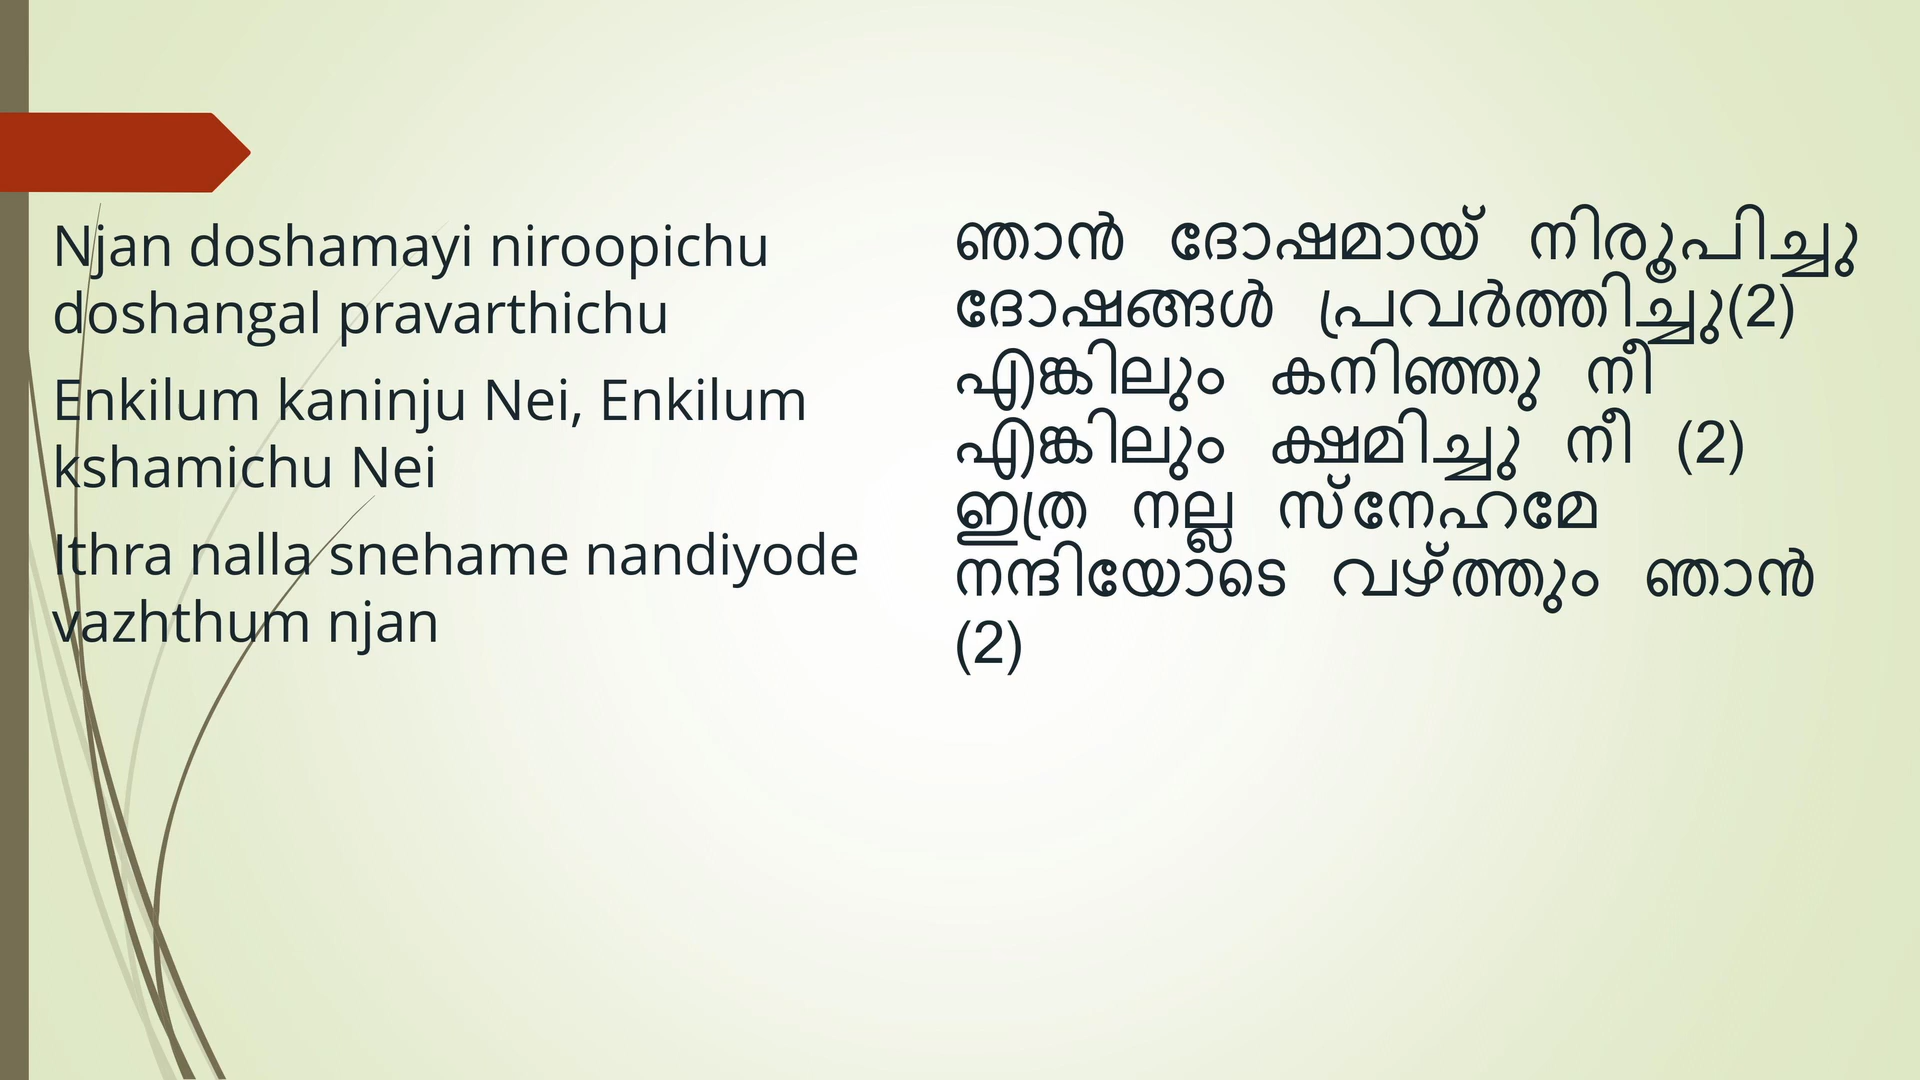 Njan doshamayi niroopichu
doshangal pravarthichu
Enkilum kaninju Nei, Enkilum
kshamichu Nei
Ithra nalla snehame nandiyode
vazhthum njan
ഞാൻ ദോഷമായ് നിരൂപിച്ചു
ദോഷങ്ങൾ പ്രവർത്തിച്ചു(2)
എങ്കിലും കനിഞ്ഞു നീ
എങ്കിലും ക്ഷമിച്ചു നീ (2)
ഇത്ര നല്ല സ്നേഹമേ
നന്ദിയോടെ വഴ്ത്തും ഞാൻ
(2)